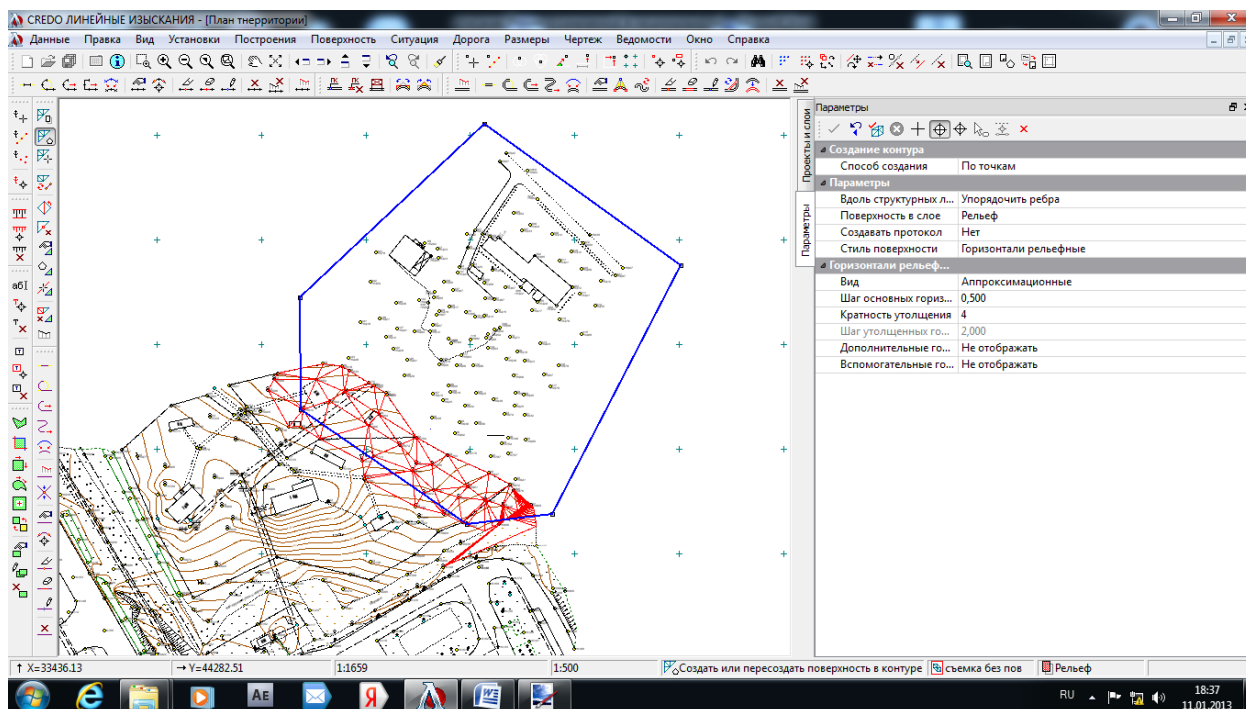 CREDO ЛИНЕЙНЫЕ ИЗЫСКАНИЯ - [План тнерритории]
Данные Правка Вид Установки Построения Поверхность Ситуация Дорога Размеры Чертеж Ведомости Окно Справка
Параметры
Проекты и слои
Параметры
Создание контура
Способ создания По точкам
Параметры
Вдоль структурных л... Упорядочить ребра
Поверхность в слое Рельеф
Создавать протокол Нет
Стиль поверхности Горизонтали рельефные
Горизонтали рельеф...
Вид Аппроксимационные
Шаг основных гориз... 0,500
Кратность утолщения 4
Шаг утолщенных го... 2,000
Дополнительные го... Не отображать
Вспомогательные го... Не отображать
абI
X=33436.13 Y=44282.51 1:1659 1:500 Создать или пересоздать поверхность в контуре съемка без пов Рельеф
AE Я RU 18:37
11.01.2013